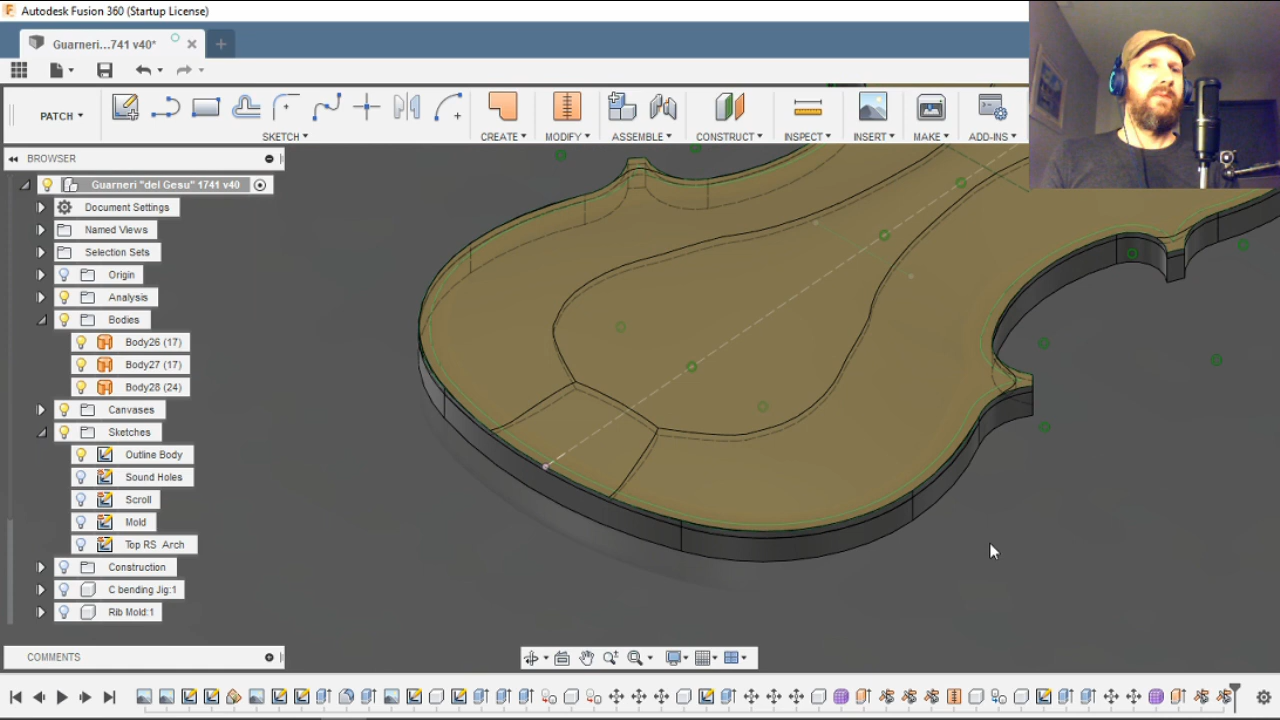 Autodesk Fusion 360 (Startup License)
Guarneri...741 v40*
PATCH
SKETCH
CREATE
MODIFY
ASSEMBLE
CONSTRUCT
INSPECT
INSERT
MAKE
ADD-INS
BROWSER
Guarneri "del Gesu" 1741 v40
Document Settings
Named Views
Selection Sets
Origin
Analysis
Bodies
Body26 (17)
Body27 (17)
Body28 (24)
Canvases
Sketches
Outline Body
Sound Holes
Scroll
Mold
Top RS Arch
Construction
C bending Jig:1
Rib Mold:1
COMMENTS